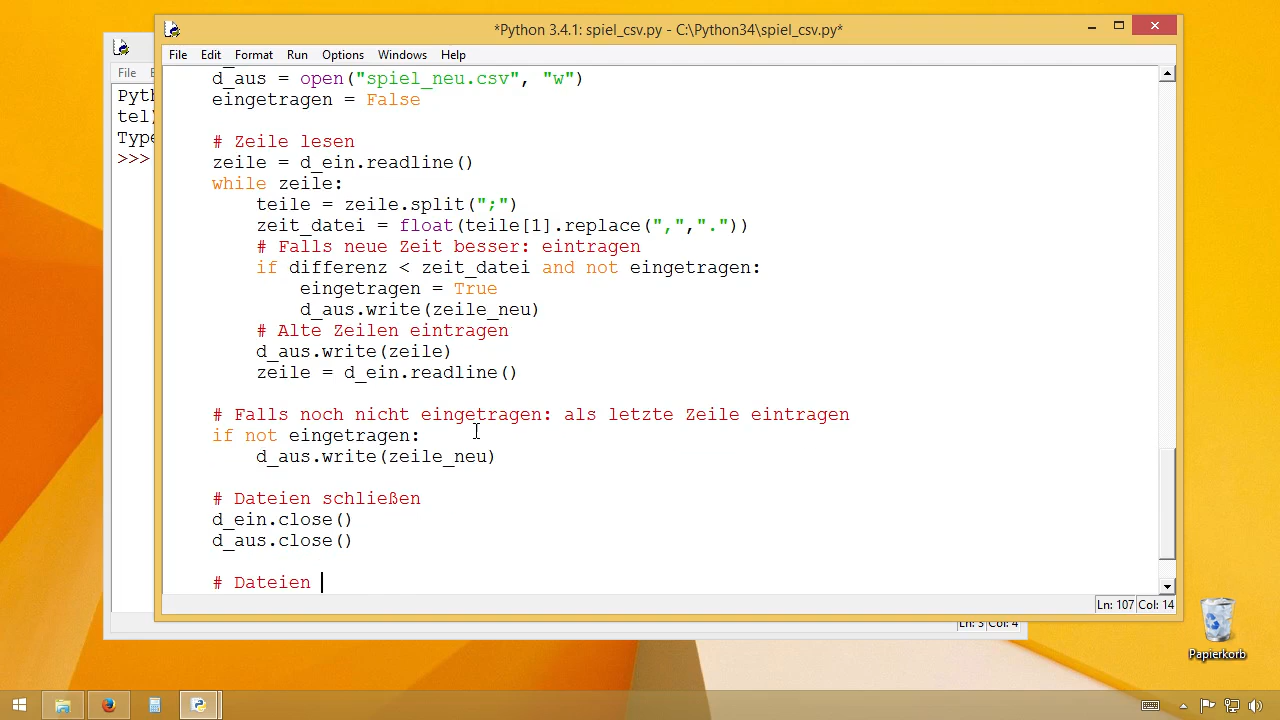 *Python 3.4.1: spiel_csv.py - C:\Python34\spiel_csv.py*
File Edit Format Run Options Windows Help
File E
Pyth
tel)
Type
>>>
d_aus = open("spiel_neu.csv", "w")
eingetragen = False
# Zeile lesen
zeile = d_ein.readline()
while zeile:
teile = zeile.split(";")
zeit_datei = float(teile[1].replace(",","."))
# Falls neue Zeit besser: eintragen
if differenz < zeit_datei and not eingetragen:
eingetragen = True
d_aus.write(zeile_neu)
# Alte Zeilen eintragen
d_aus.write(zeile)
zeile = d_ein.readline()
# Falls noch nicht eingetragen: als letzte Zeile eintragen
if not eingetragen:
d_aus.write(zeile_neu)
# Dateien schließen
d_ein.close()
d_aus.close()
# Dateien
Ln: 107 Col: 14
Ln: 3 Col: 4
Papierkorb